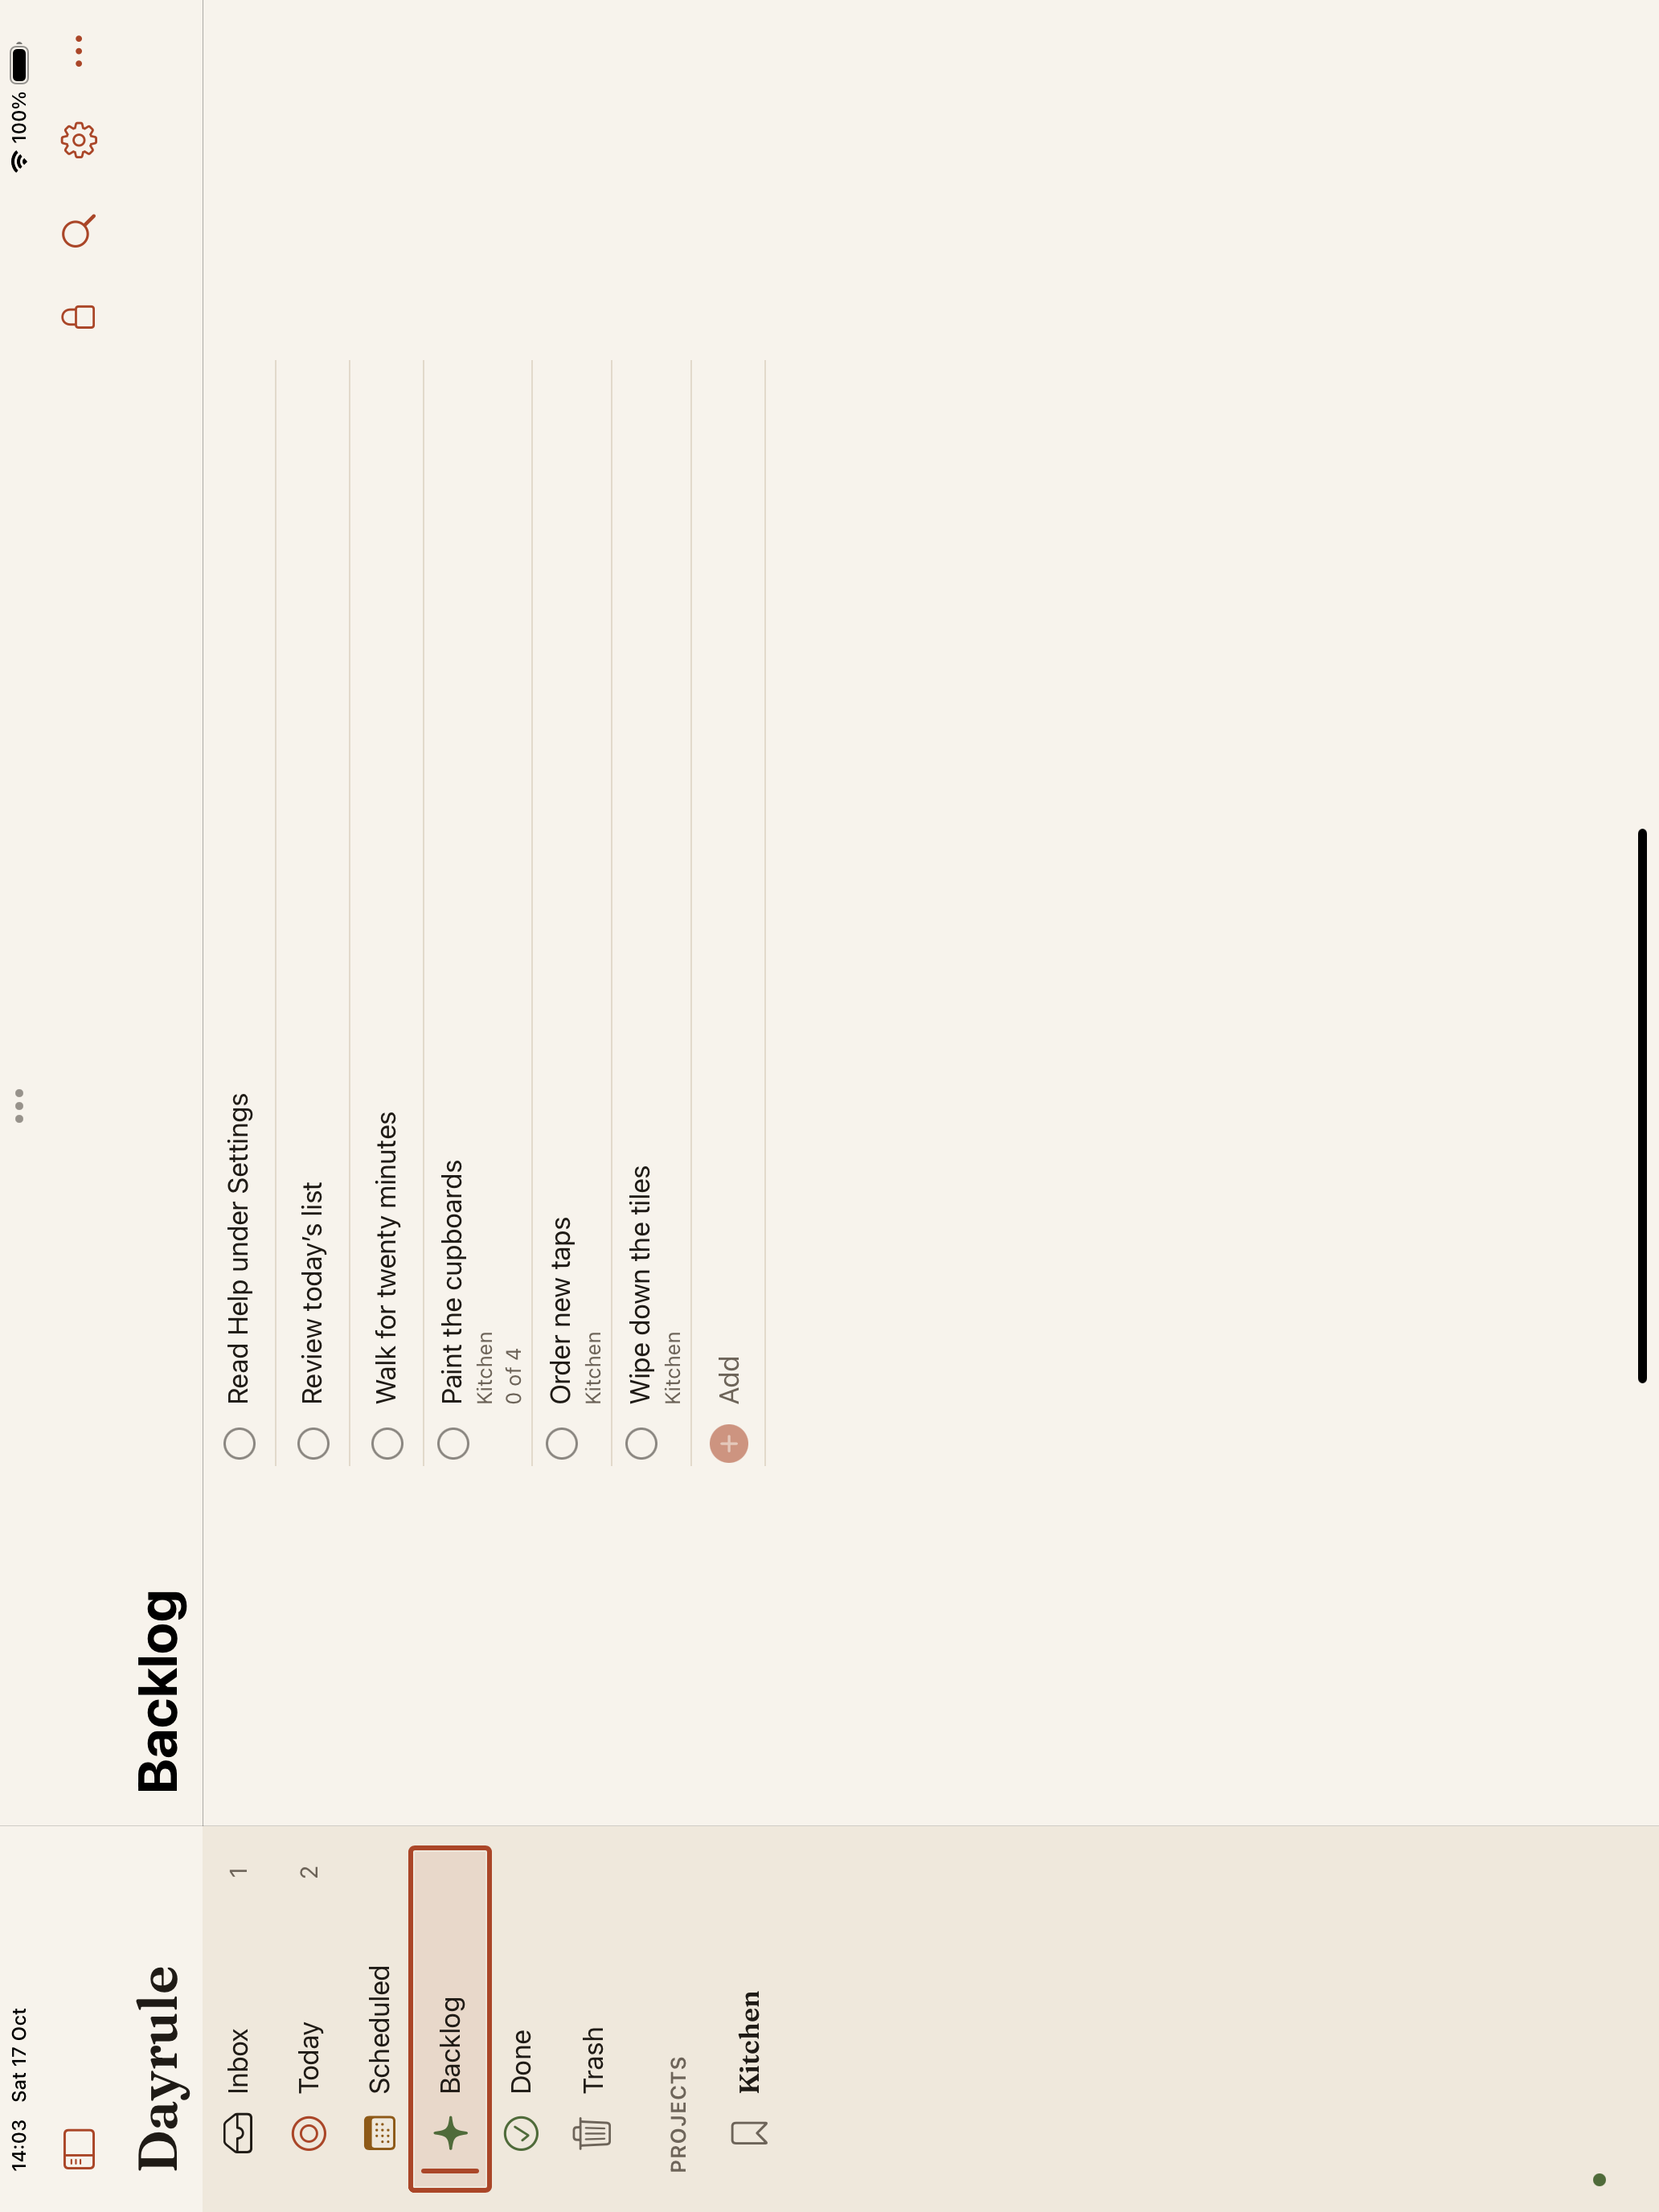 14:03 Sat 17 Oct
100%
Dayrule
Inbox 1
Today 2
Scheduled
Backlog
Done
Trash
PROJECTS
Kitchen
Backlog
Read Help under Settings
Review today's list
Walk for twenty minutes
Paint the cupboards
Kitchen
0 of 4
Order new taps
Kitchen
Wipe down the tiles
Kitchen
Add